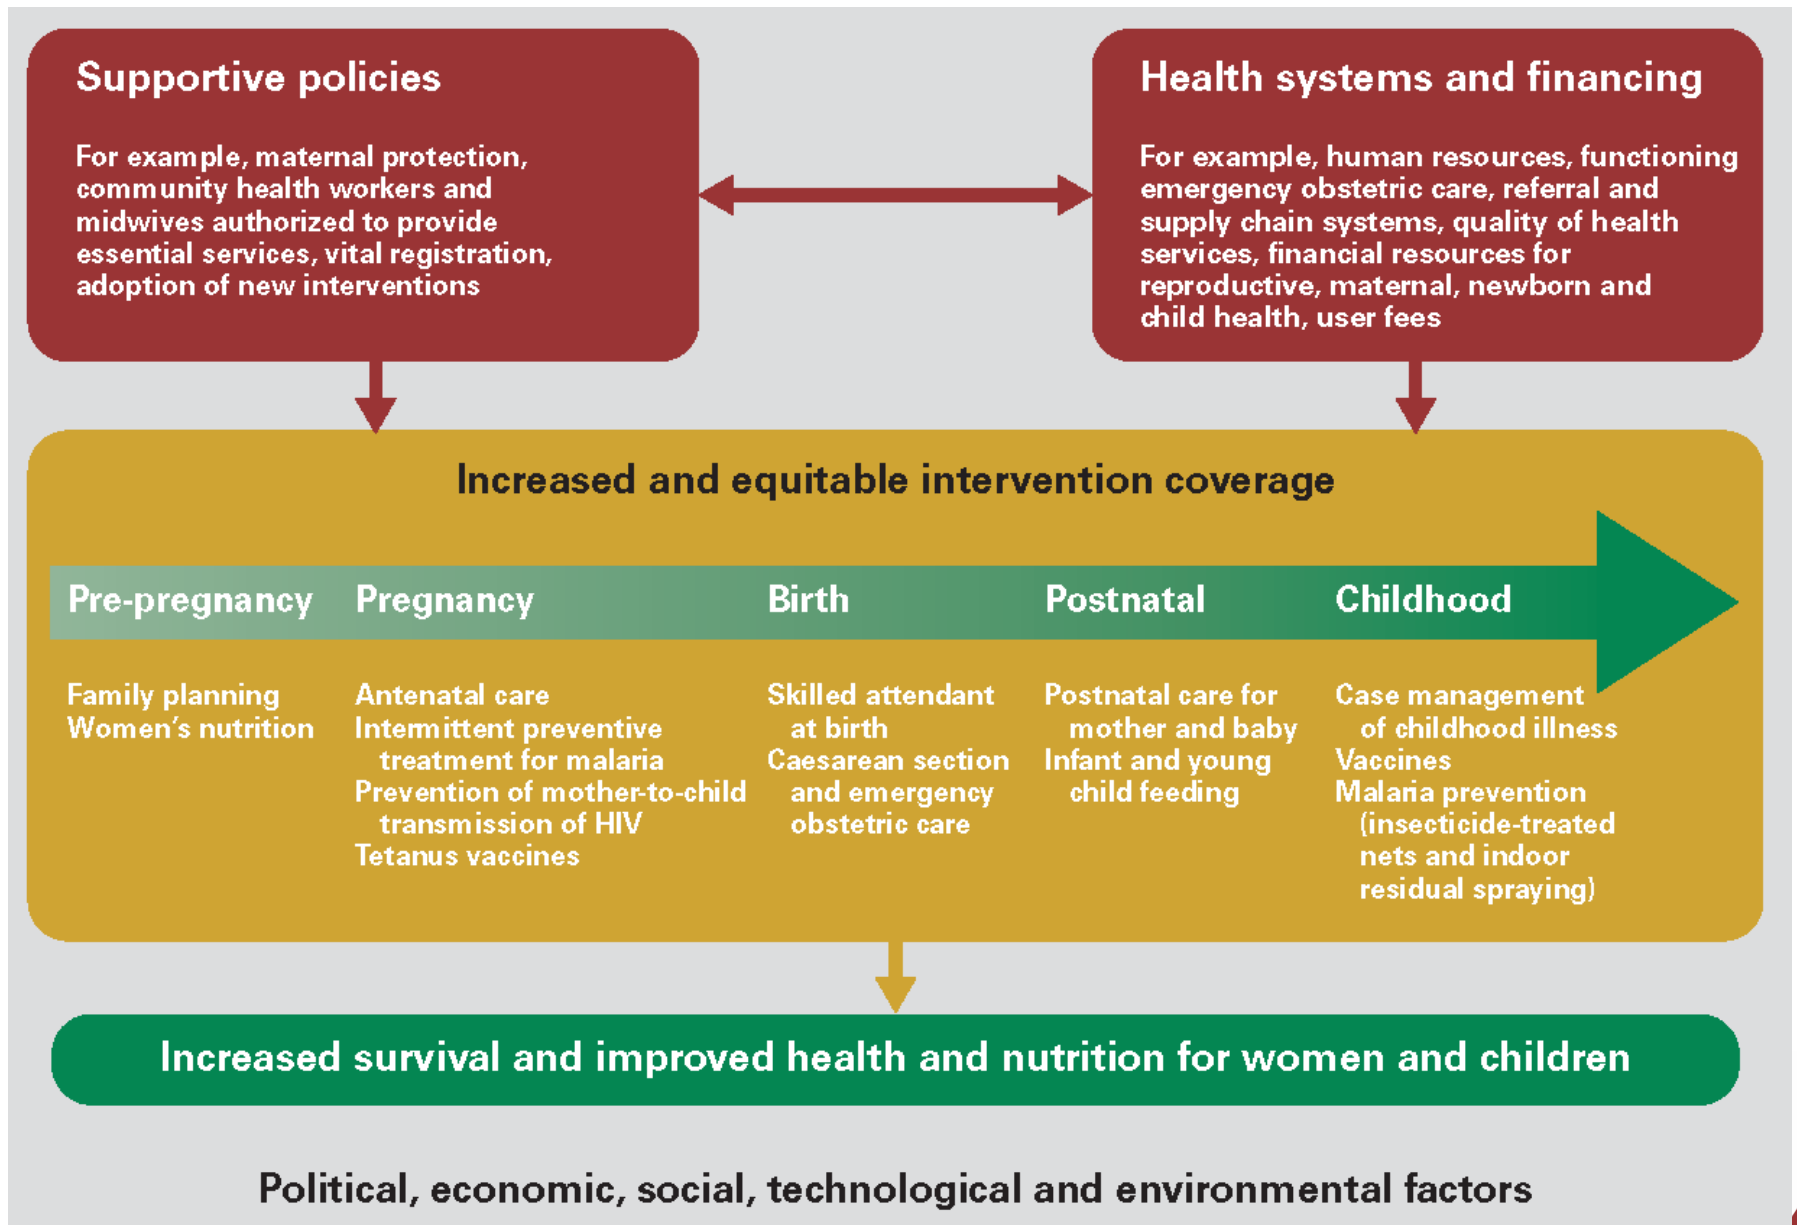 Supportive policies
For example, maternal protection,
community health workers and
midwives authorized to provide
essential services, vital registration,
adoption of new interventions
Health systems and financing
For example, human resources, functioning
emergency obstetric care, referral and
supply chain systems, quality of health
services, financial resources for
reproductive, maternal, newborn and
child health, user fees
Increased and equitable intervention coverage
Pre-pregnancy
Family planning
Women’s nutrition
Pregnancy
Antenatal care
Intermittent preventive
treatment for malaria
Prevention of mother-to-child
transmission of HIV
Tetanus vaccines
Birth
Skilled attendant
at birth
Caesarean section
and emergency
obstetric care
Postnatal
Postnatal care for
mother and baby
Infant and young
child feeding
Childhood
Case management
of childhood illness
Vaccines
Malaria prevention
(insecticide-treated
nets and indoor
residual spraying)
Increased survival and improved health and nutrition for women and children
Political, economic, social, technological and environmental factors